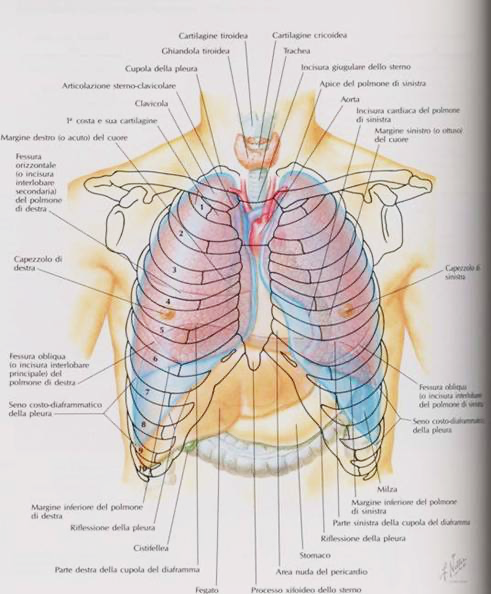 Cartilagine tiroidea
Cartilagine cricoidea
Ghiandola tiroidea
Trachea
Cupola della pleura
Incisura giugulare dello sterno
Articolazione sterno-clavicolare
Apice del polmone di sinistra
Clavicola
Aorta
1ª costa e sua cartilagine
Incisura cardiaca del polmone
di sinistra
Margine destro (o acuto) del cuore
Margine sinistro (o ottuso)
del cuore
Fessura
orizzontale
(o incisura
interlobare
secondaria)
del polmone
di destra
1
2
3
4
5
6
7
8
9
10
Capezzolo di
destra
Capezzolo di
sinistra
Fessura obliqua
(o incisura interlobare
principale) del
polmone di destra
Fessura obliqua
(o incisura interlobare
del polmone di sinistra
Seno costo-diaframmatico
della pleura
Seno costo-diaframmatico
della pleura
Milza
Margine inferiore del polmone
di destra
Margine inferiore del polmone
di sinistra
Riflessione della pleura
Parte sinistra della cupola del diaframma
Riflessione della pleura
Cistifellea
Stomaco
Parte destra della cupola del diaframma
Area nuda del pericardio
Fegato
Processo xifoideo dello sterno